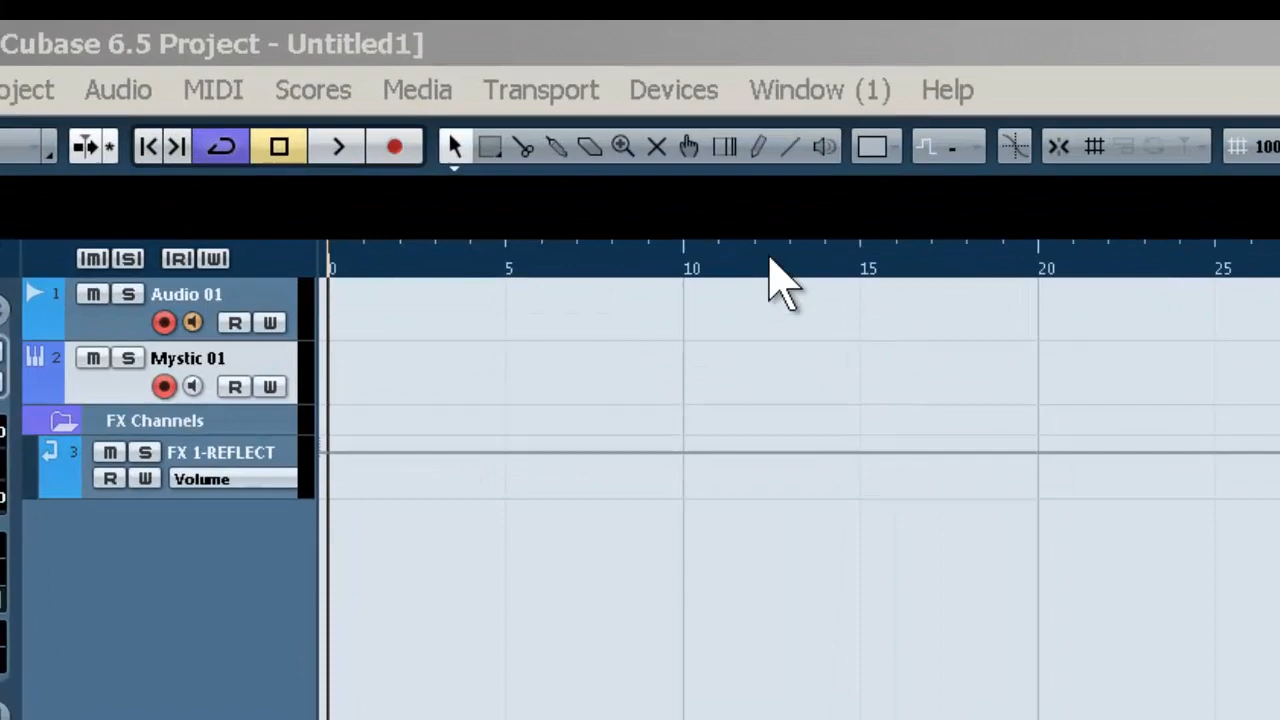 Cubase 6.5 Project - Untitled1]
oject Audio MIDI Scores Media Transport Devices Window (1) Help
100
M S R W
0 5 10 15 20 25
1 m S Audio 01
R W
2 m S Mystic 01
R W
FX Channels
3 m S FX 1-REFLECT
R W Volume